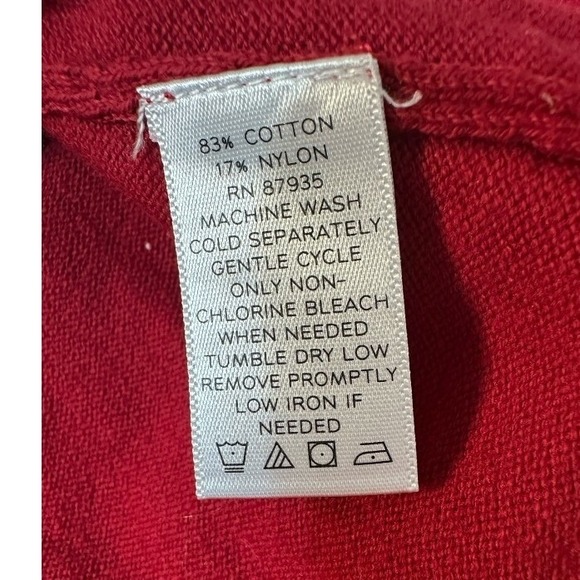 83% COTTON
17% NYLON
RN 87935
MACHINE WASH
COLD SEPARATELY
GENTLE CYCLE
ONLY NON-
CHLORINE BLEACH
WHEN NEEDED
TUMBLE DRY LOW
REMOVE PROMPTLY
LOW IRON IF
NEEDED